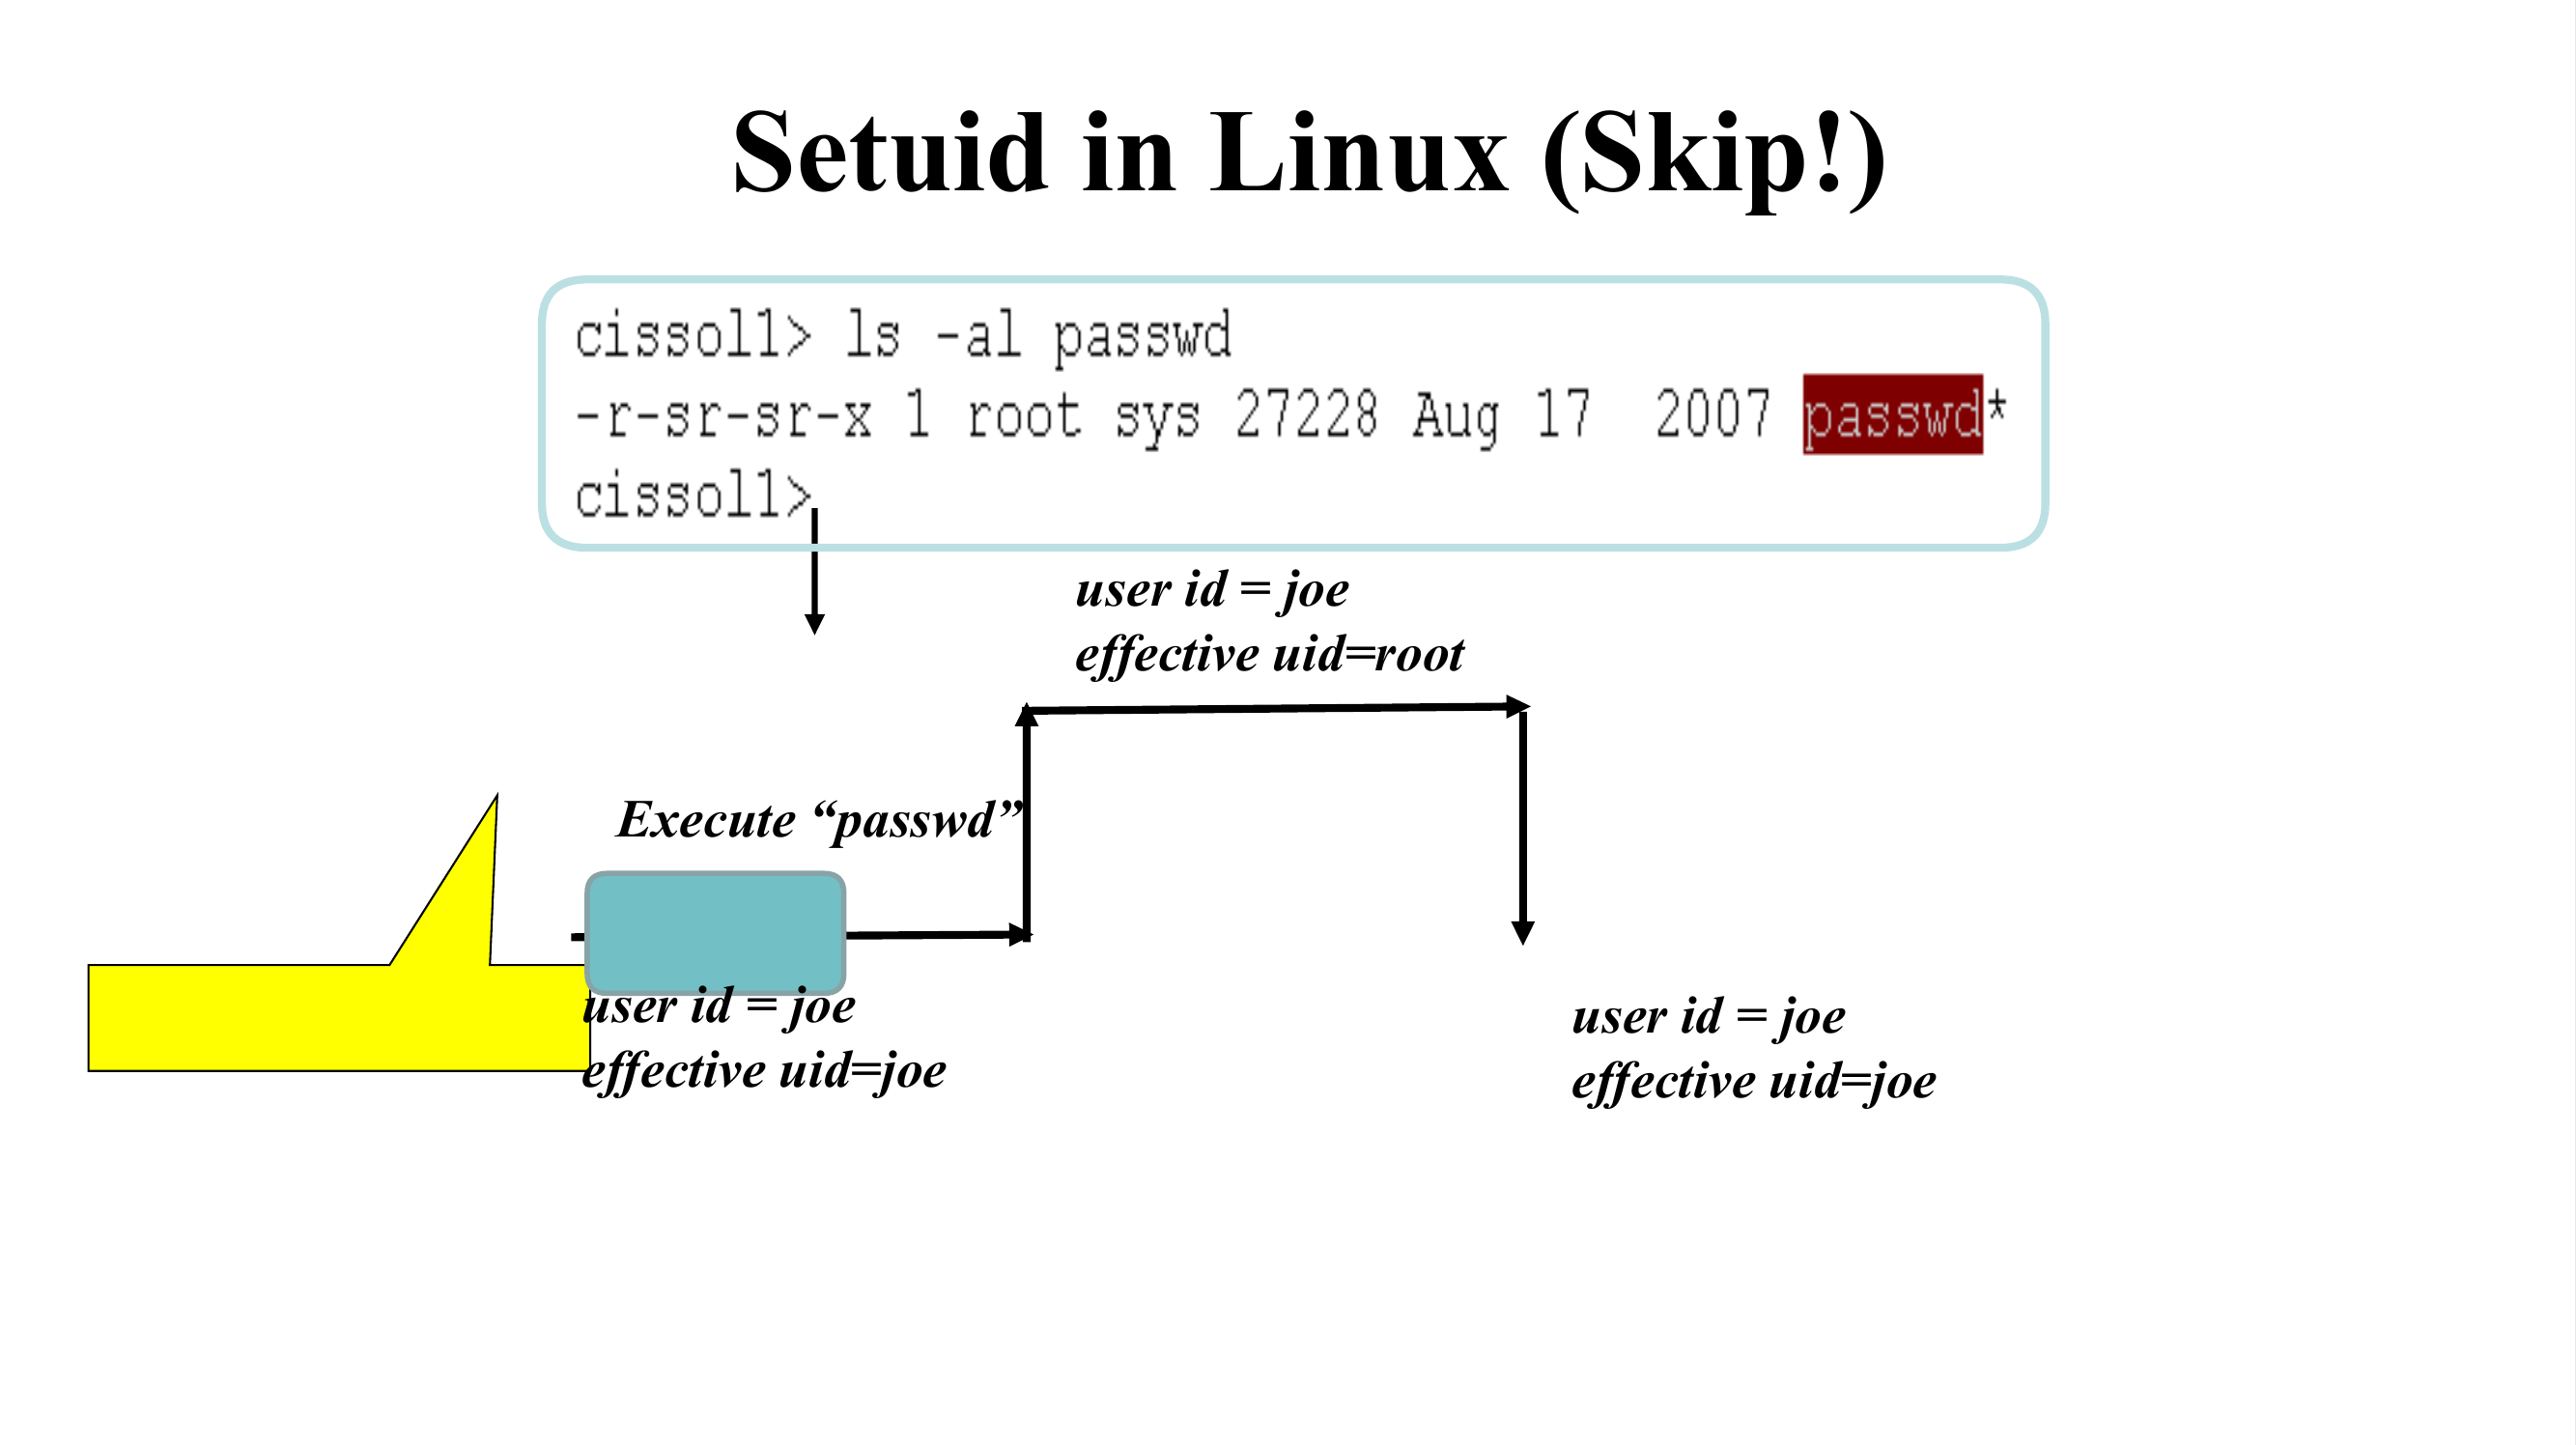 Setuid in Linux (Skip!)
cissol1> ls -al passwd
-r-sr-sr-x 1 root sys 27228 Aug 17  2007 passwd*
cissol1>
user id = joe
effective uid=root
Execute “passwd”
user id = joe
effective uid=joe
user id = joe
effective uid=joe